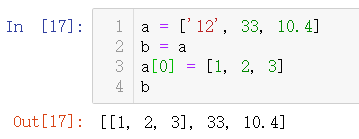 In [17]:
1 a = ['12', 33, 10.4]
2 b = a
3 a[0] = [1, 2, 3]
4 b
Out[17]: [[1, 2, 3], 33, 10.4]